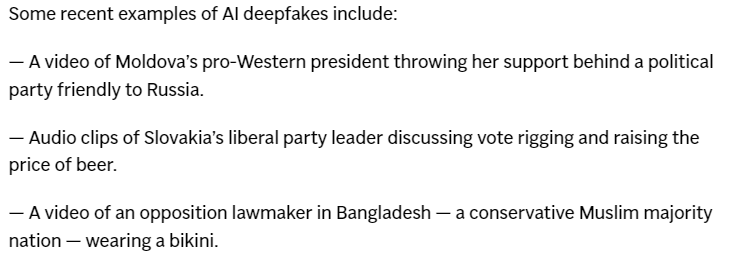 Some recent examples of AI deepfakes include:
— A video of Moldova’s pro-Western president throwing her support behind a political
party friendly to Russia.
— Audio clips of Slovakia’s liberal party leader discussing vote rigging and raising the
price of beer.
— A video of an opposition lawmaker in Bangladesh — a conservative Muslim majority
nation — wearing a bikini.